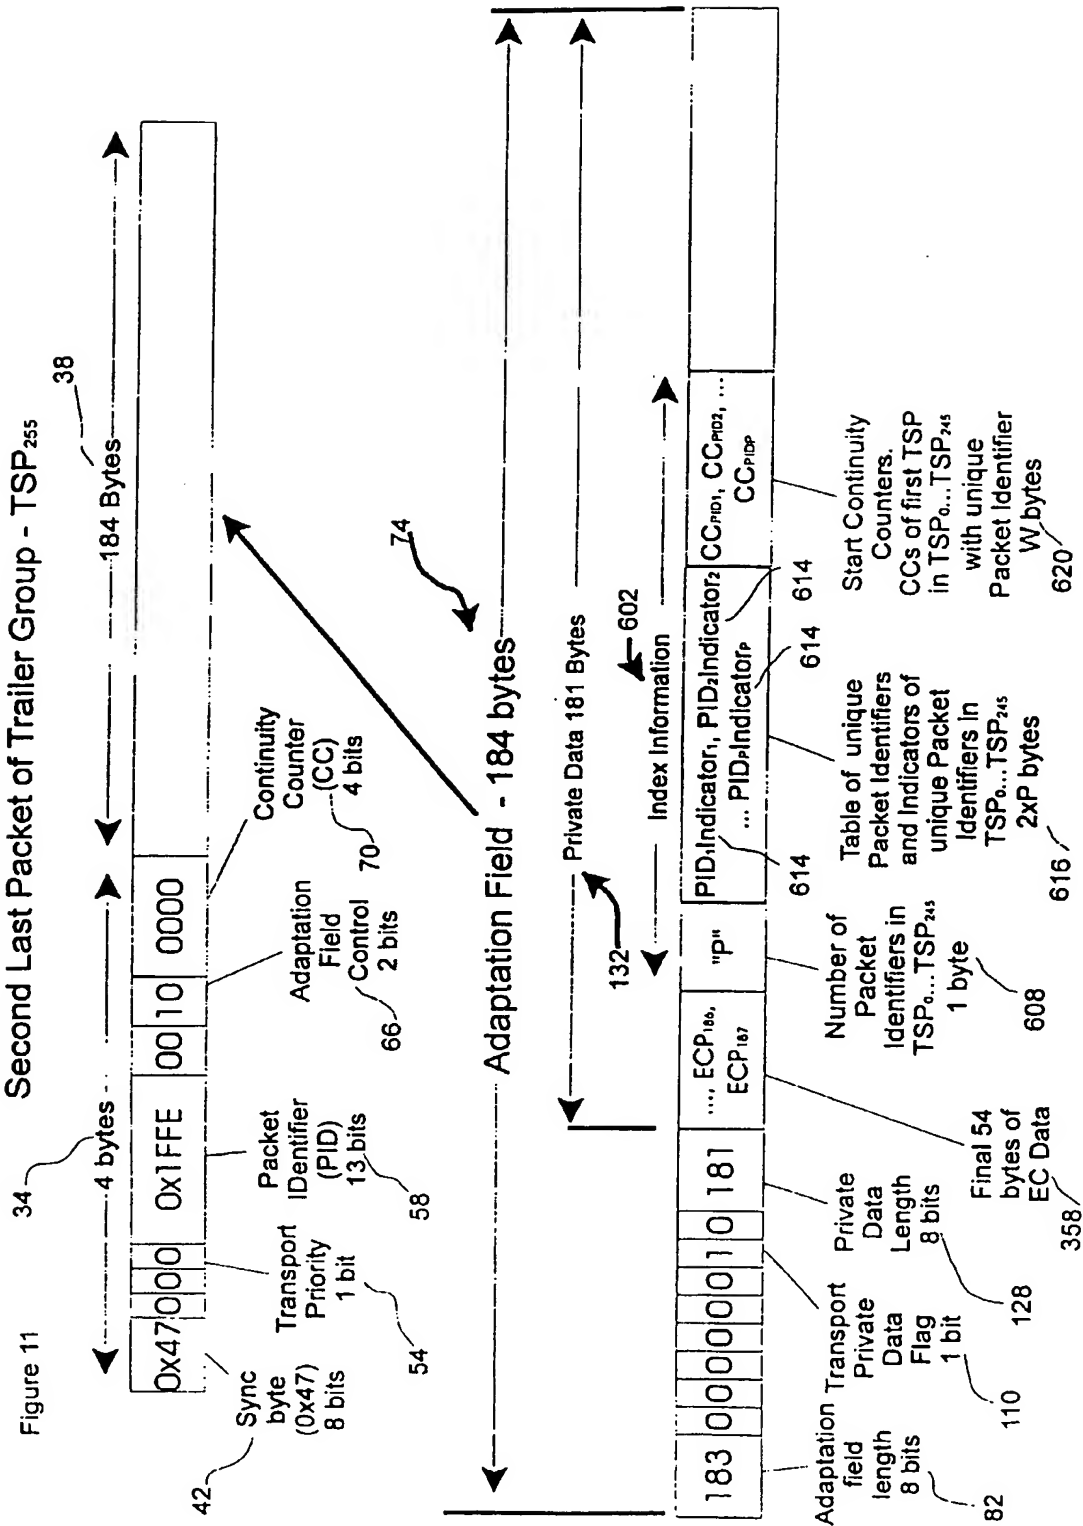 Figure 11
Second Last Packet of Trailer Group - TSP255
34
4 bytes
184 Bytes
38
0x47
0
0
0
0x1FFE
00
10
0000
42
Sync
byte
(0x47)
8 bits
Transport
Priority
1 bit
54
Packet
IDentifier
(PID)
13 bits
58
Adaptation
Field
Control
2 bits
66
Continuity
Counter
(CC)
4 bits
70
74
Adaptation Field - 184 bytes
Private Data 181 Bytes
132
602
Index Information
183
0
0
0
0
0
0
1
0
181
...., ECP186,
ECP187
"P"
PID1Indicator1, PID2Indicator2
... PIDPIndicatorP
CCPID1, CCPID2, ...
CCPIDP
614
614
614
Adaptation
field
length
8 bits
82
Transport
Private
Data
Flag
1 bit
110
Private
Data
Length
8 bits
128
Final 54
bytes of
EC Data
358
Number of
Packet
Identifiers in
TSP0...TSP245
1 byte
608
Table of unique
Packet Identifiers
and Indicators of
unique Packet
Identifiers in
TSP0...TSP245
2xP bytes
616
Start Continuity
Counters.
CCs of first TSP
in TSP0...TSP245
with unique
Packet Identifier
W bytes
620